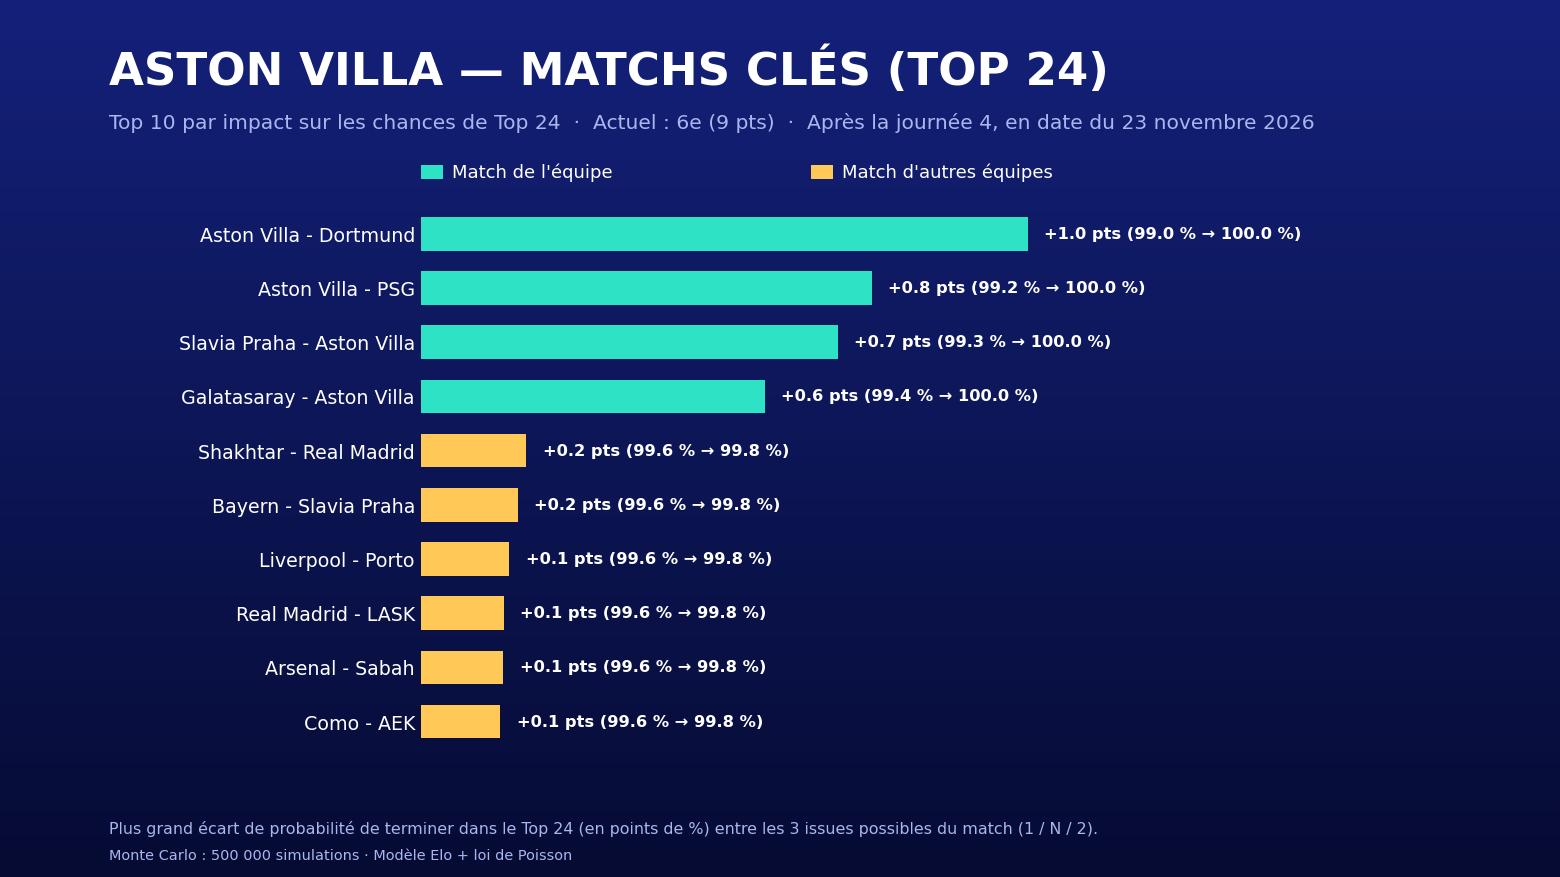 ASTON VILLA — MATCHS CLÉS (TOP 24)
Top 10 par impact sur les chances de Top 24 · Actuel : 6e (9 pts) · Après la journée 4, en date du 23 novembre 2026
Match de l'équipe
Match d'autres équipes
Aston Villa - Dortmund +1.0 pts (99.0 % → 100.0 %)
Aston Villa - PSG +0.8 pts (99.2 % → 100.0 %)
Slavia Praha - Aston Villa +0.7 pts (99.3 % → 100.0 %)
Galatasaray - Aston Villa +0.6 pts (99.4 % → 100.0 %)
Shakhtar - Real Madrid +0.2 pts (99.6 % → 99.8 %)
Bayern - Slavia Praha +0.2 pts (99.6 % → 99.8 %)
Liverpool - Porto +0.1 pts (99.6 % → 99.8 %)
Real Madrid - LASK +0.1 pts (99.6 % → 99.8 %)
Arsenal - Sabah +0.1 pts (99.6 % → 99.8 %)
Como - AEK +0.1 pts (99.6 % → 99.8 %)
Plus grand écart de probabilité de terminer dans le Top 24 (en points de %) entre les 3 issues possibles du match (1 / N / 2).
Monte Carlo : 500 000 simulations · Modèle Elo + loi de Poisson